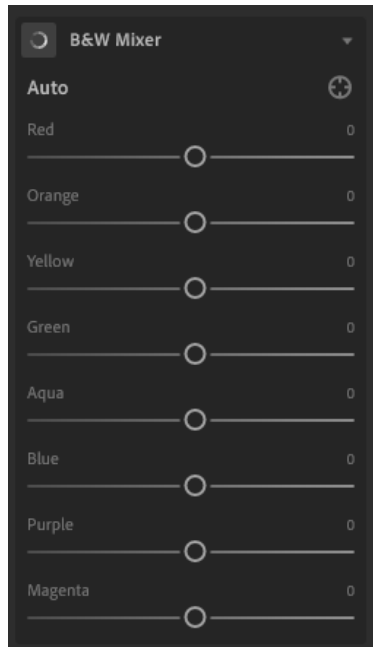 B&W Mixer
Auto
Red 0
Orange 0
Yellow 0
Green 0
Aqua 0
Blue 0
Purple 0
Magenta 0